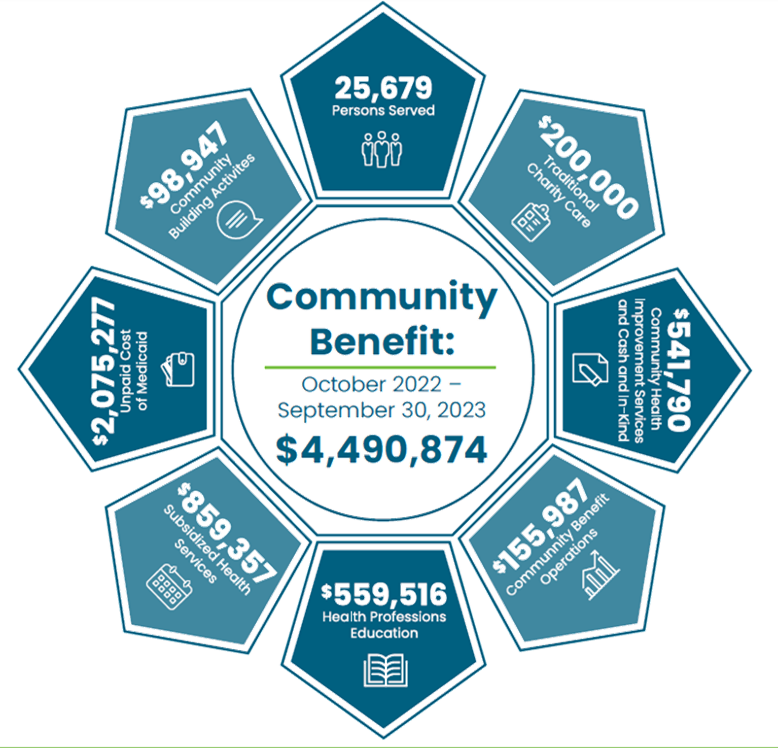 25,679
Persons Served
$200,000
Traditional
Charity Care
$541,790
Community Health
Improvement Services
and Cash and In-Kind
$155,987
Communnity Benefit
Operations
$559,516
Health Professions
Education
$859,357
Subsidized Health
Services
$2,075,277
Unpaid Cost
of Medicaid
$98,947
Community
Building Activites
Community
Benefit:
October 2022 –
September 30, 2023
$4,490,874